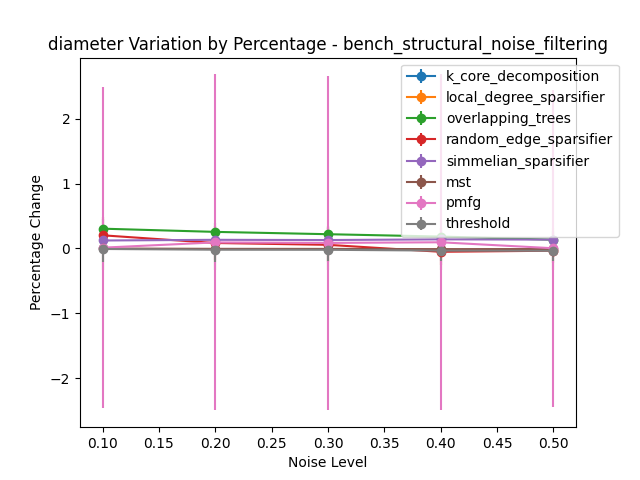 diameter Variation by Percentage - bench_structural_noise_filtering
k_core_decomposition
local_degree_sparsifier
overlapping_trees
random_edge_sparsifier
simmelian_sparsifier
mst
pmfg
threshold
Percentage Change
2
1
0
−1
−2
0.10 0.15 0.20 0.25 0.30 0.35 0.40 0.45 0.50
Noise Level